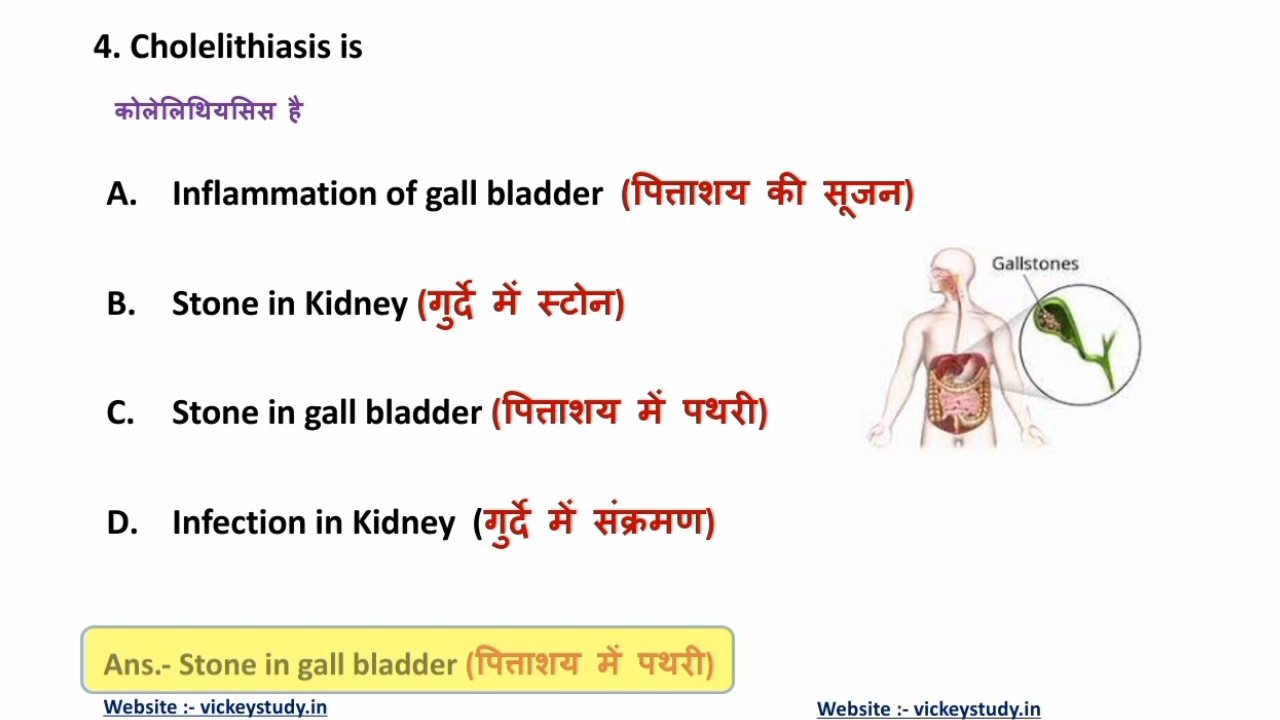 4. Cholelithiasis is
कोलेलिथियसिस है
A. Inflammation of gall bladder (पित्ताशय की सूजन)
Gallstones
B. Stone in Kidney (गुर्दे में स्टोन)
C. Stone in gall bladder (पित्ताशय में पथरी)
D. Infection in Kidney (गुर्दे में संक्रमण)
Ans.- Stone in gall bladder (पित्ताशय में पथरी)
Website :- vickeystudy.in
Website :- vickeystudy.in